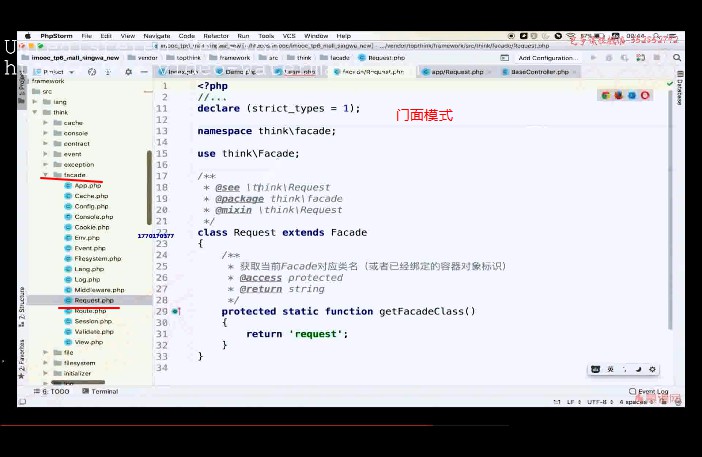 PhpStorm File Edit View Navigate Code Refactor Run Tools VCS Window Help
vendor topthink framework src think facade Request.php Add Configuration...
app/Request.php BaseController.php
framework
src
lang
think
cache
console
contract
event
exception
facade
App.php
Cache.php
Config.php
Console.php
Cookie.php
Env.php
Event.php
Filesystem.php
Lang.php
Log.php
Middleware.php
Request.php
Route.php
Session.php
Validate.php
View.php
file
filesystem
initializer
1 <?php
2 //...
11 declare (strict_types = 1);
门面模式
12
13 namespace think\facade;
14
15 use think\Facade;
16
17 /**
18 * @see \think\Request
19 * @package think\facade
20 * @mixin \think\Request
21 */
22 class Request extends Facade
1770170377
23 {
24 /**
25 * 获取当前Facade对应类名（或者已经绑定的容器对象标识）
26 * @access protected
27 * @return string
28 */
29 protected static function getFacadeClass()
30 {
31 return 'request';
32 }
33 }
34
Database
2: Structure
2: Favorites
6: TODO Terminal
英
Event Log
1:1 LF UTF-8 4 spaces